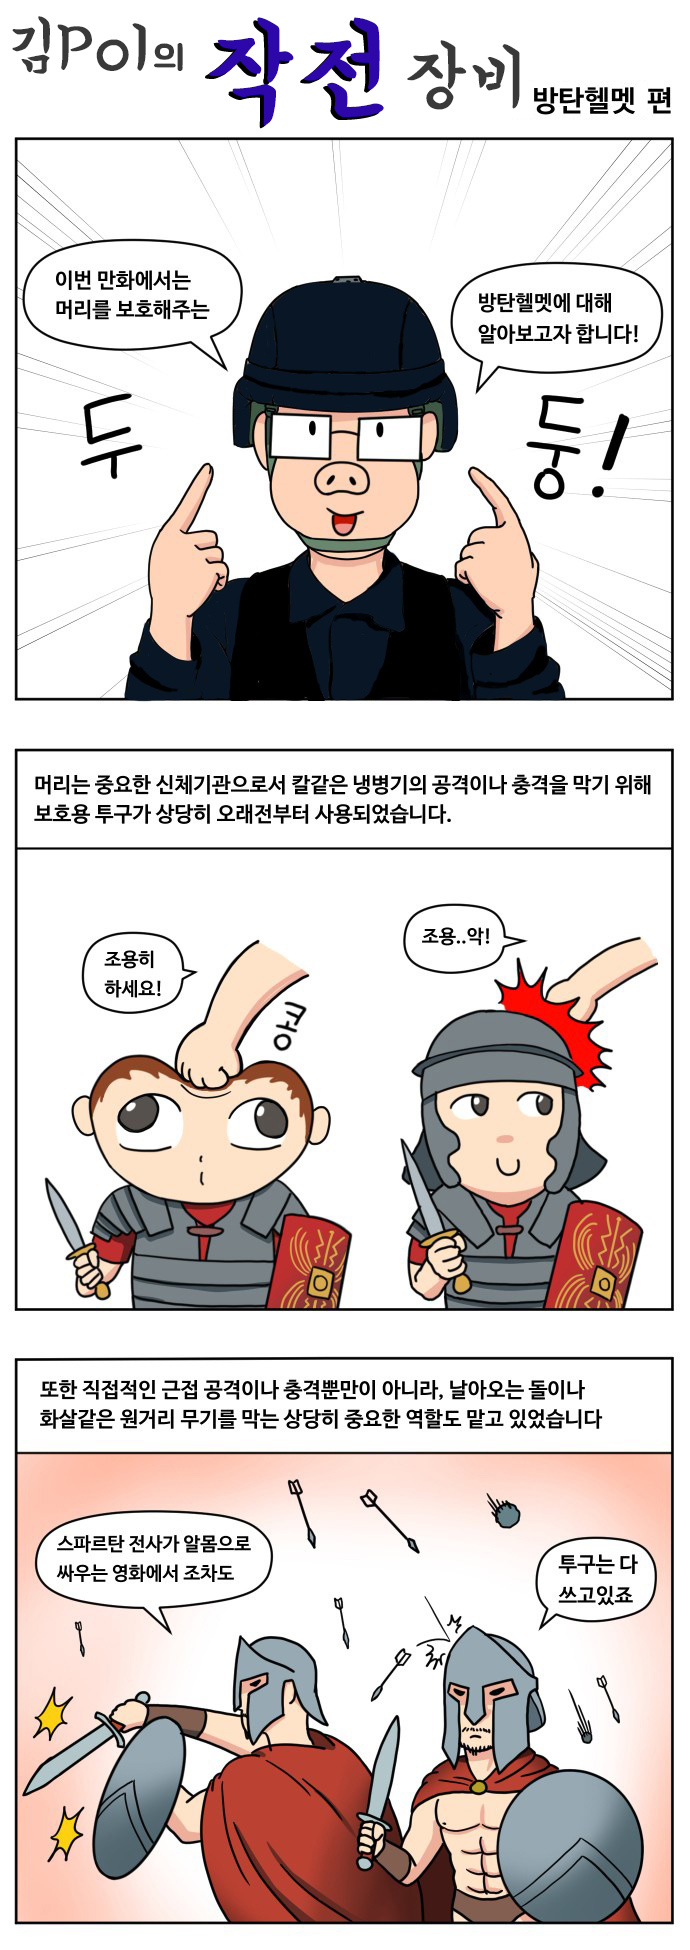 김POI의 작전 장비 방탄헬멧 편
이번 만화에서는
머리를 보호해주는
방탄헬멧에 대해
알아보고자 합니다!
두
둥!
머리는 중요한 신체기관으로서 칼같은 냉병기의 공격이나 충격을 막기 위해
보호용 투구가 상당히 오래전부터 사용되었습니다.
조용히
하세요!
콩
조용..악!
또한 직접적인 근접 공격이나 충격뿐만이 아니라, 날아오는 돌이나
화살같은 원거리 무기를 막는 상당히 중요한 역할도 맡고 있었습니다
스파르탄 전사가 알몸으로
싸우는 영화에서 조차도
투구는 다
쓰고있죠